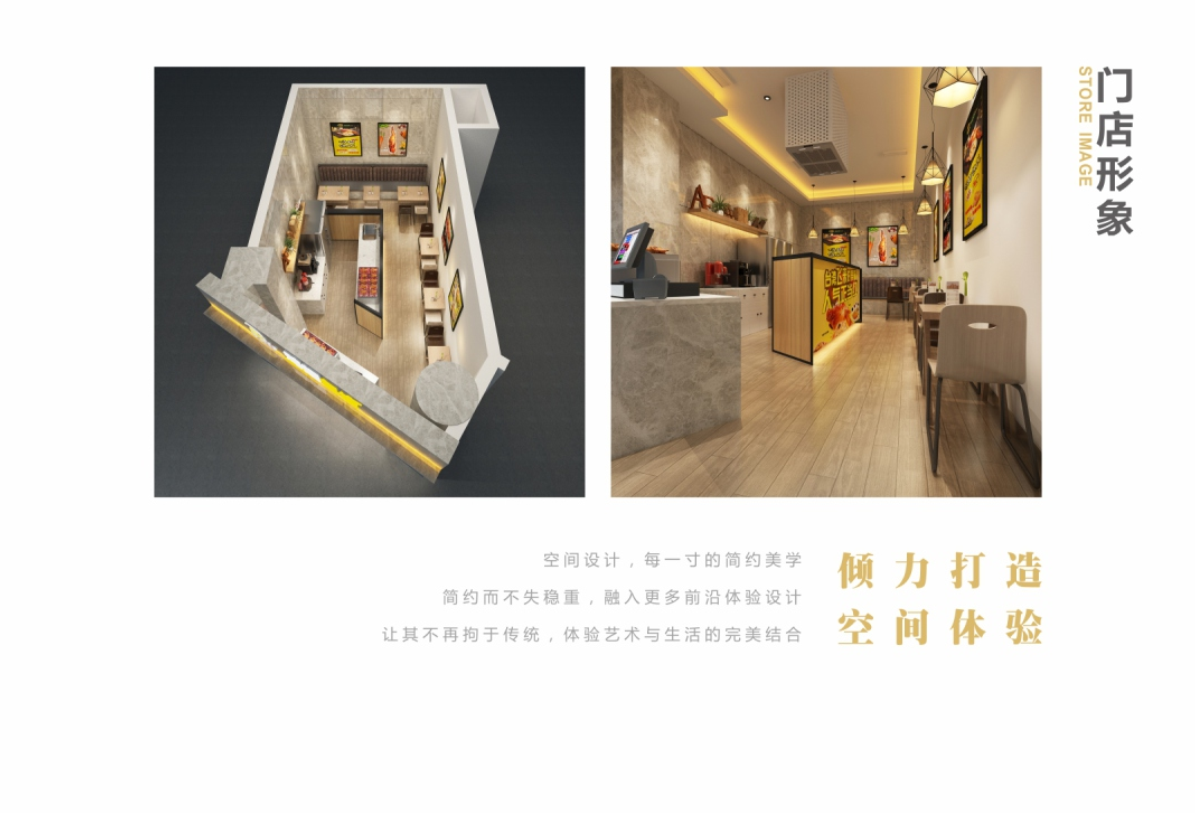 门店形象
STORE IMAGE
倾力打造
空间体验
空间设计，每一寸的简约美学
简约而不失稳重，融入更多前沿体验设计
让其不再拘于传统，体验艺术与生活的完美结合